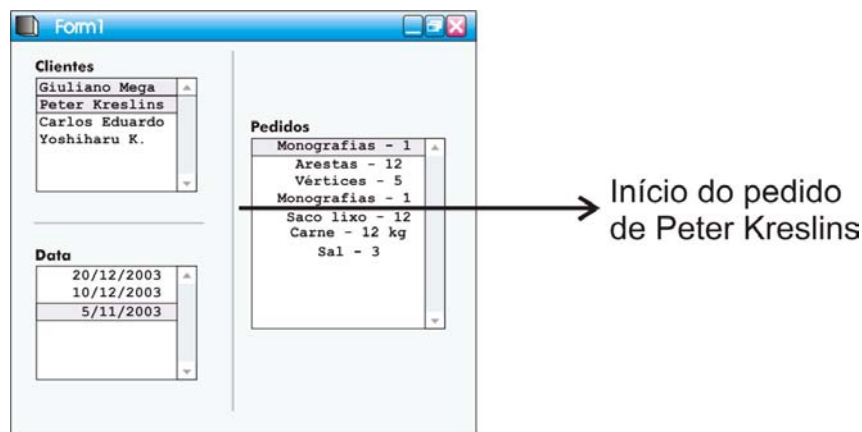 Form1
Clientes
Giuliano Mega
Peter Kreslins
Carlos Eduardo
Yoshiharu K.
Data
20/12/2003
10/12/2003
5/11/2003
Pedidos
Monografias - 1
Arestas - 12
Vértices - 5
Monografias - 1
Saco lixo - 12
Carne - 12 kg
Sal - 3
Início do pedido
de Peter Kreslins